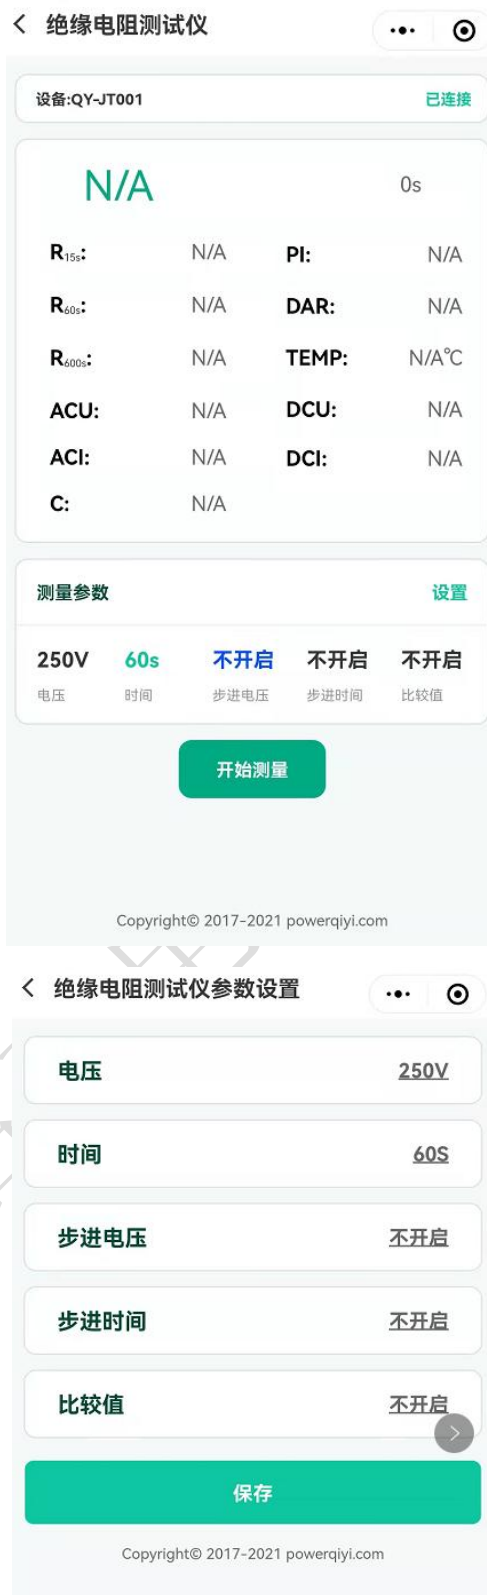 绝缘电阻测试仪
设备:QY-JT001 已连接
N/A 0s
R15s: N/A PI: N/A
R60s: N/A DAR: N/A
R600s: N/A TEMP: N/A℃
ACU: N/A DCU: N/A
ACI: N/A DCI: N/A
C: N/A
测量参数 设置
250V 60s 不开启 不开启 不开启
电压 时间 步进电压 步进时间 比较值
开始测量
Copyright© 2017-2021 powerqiyi.com
绝缘电阻测试仪参数设置
电压 250V
时间 60S
步进电压 不开启
步进时间 不开启
比较值 不开启
保存
Copyright© 2017-2021 powerqiyi.com